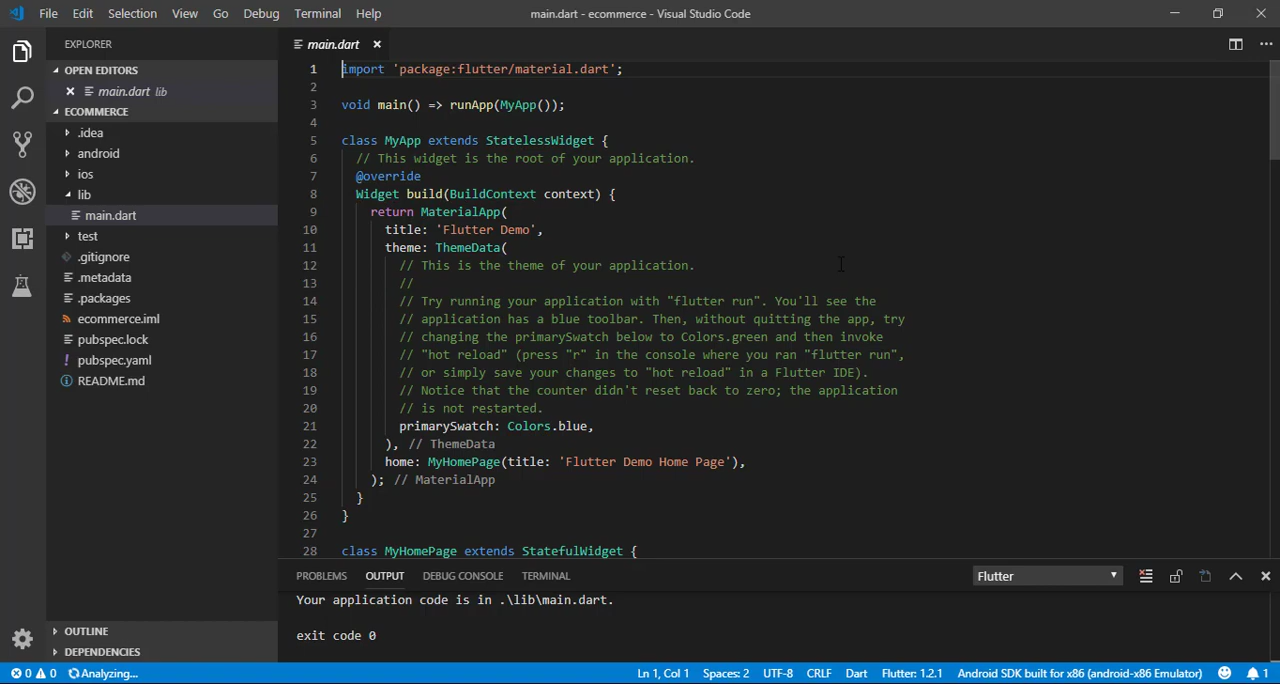 File Edit Selection View Go Debug Terminal Help main.dart - ecommerce - Visual Studio Code
EXPLORER
OPEN EDITORS
main.dart lib
ECOMMERCE
.idea
android
ios
lib
main.dart
test
.gitignore
.metadata
.packages
ecommerce.iml
pubspec.lock
! pubspec.yaml
README.md
OUTLINE
DEPENDENCIES
main.dart
1 import 'package:flutter/material.dart';
2
3 void main() => runApp(MyApp());
4
5 class MyApp extends StatelessWidget {
6 // This widget is the root of your application.
7 @override
8 Widget build(BuildContext context) {
9 return MaterialApp(
10 title: 'Flutter Demo',
11 theme: ThemeData(
12 // This is the theme of your application.
13 //
14 // Try running your application with "flutter run". You'll see the
15 // application has a blue toolbar. Then, without quitting the app, try
16 // changing the primarySwatch below to Colors.green and then invoke
17 // "hot reload" (press "r" in the console where you ran "flutter run",
18 // or simply save your changes to "hot reload" in a Flutter IDE).
19 // Notice that the counter didn't reset back to zero; the application
20 // is not restarted.
21 primarySwatch: Colors.blue,
22 ), // ThemeData
23 home: MyHomePage(title: 'Flutter Demo Home Page'),
24 ); // MaterialApp
25 }
26 }
27
28 class MyHomePage extends StatefulWidget {
PROBLEMS OUTPUT DEBUG CONSOLE TERMINAL Flutter
Your application code is in .\lib\main.dart.
exit code 0
0 0 Analyzing... Ln 1, Col 1 Spaces: 2 UTF-8 CRLF Dart Flutter: 1.2.1 Android SDK built for x86 (android-x86 Emulator) 1